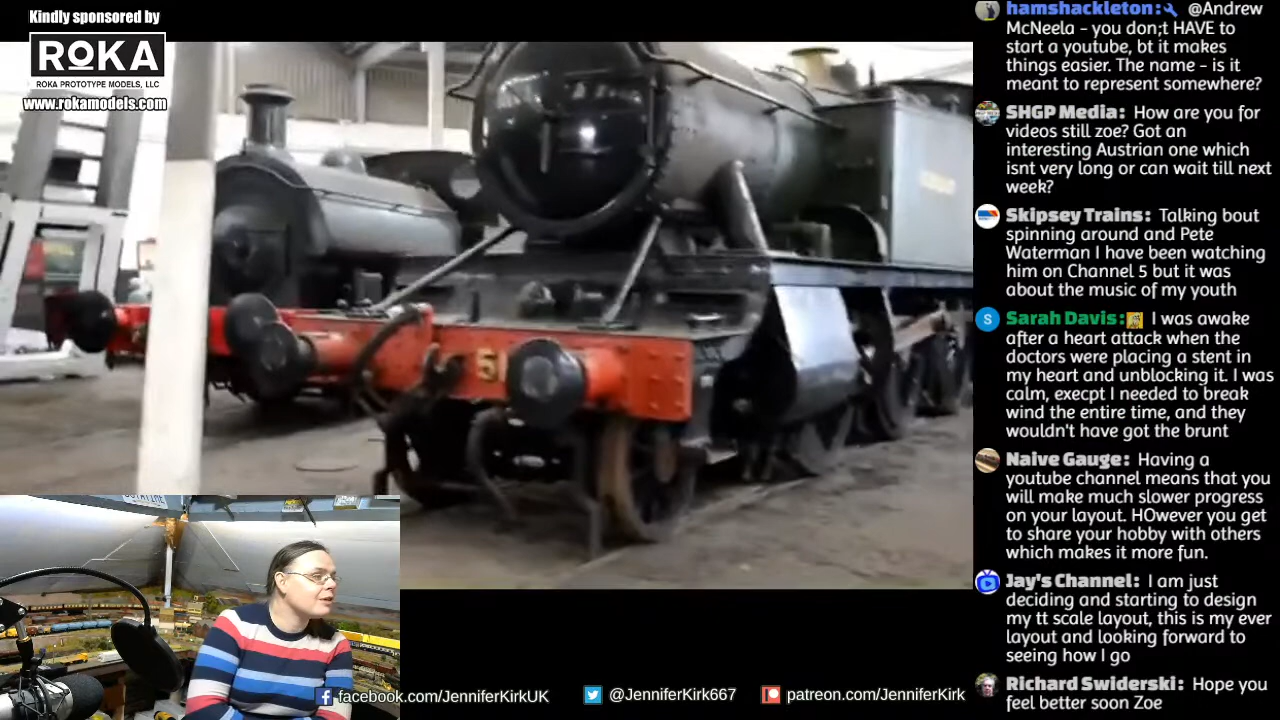 Kindly sponsored by
ROKA
ROKA PROTOTYPE MODELS, LLC
www.rokamodels.com
51
facebook.com/JenniferKirkUK
@JenniferKirk667
patreon.com/JenniferKirk
hamshackleton: @Andrew
McNeela - you don;t HAVE to
start a youtube, bt it makes
things easier. The name - is it
meant to represent somewhere?
SHGP Media: How are you for
videos still zoe? Got an
interesting Austrian one which
isnt very long or can wait till next
week?
Skipsey Trains: Talking bout
spinning around and Pete
Waterman I have been watching
him on Channel 5 but it was
about the music of my youth
Sarah Davis: I was awake
after a heart attack when the
doctors were placing a stent in
my heart and unblocking it. I was
calm, execpt I needed to break
wind the entire time, and they
wouldn't have got the brunt
Naive Gauge: Having a
youtube channel means that you
will make much slower progress
on your layout. HOwever you get
to share your hobby with others
which makes it more fun.
Jay's Channel: I am just
deciding and starting to design
my tt scale layout, this is my ever
layout and looking forward to
seeing how I go
Richard Swiderski: Hope you
feel better soon Zoe